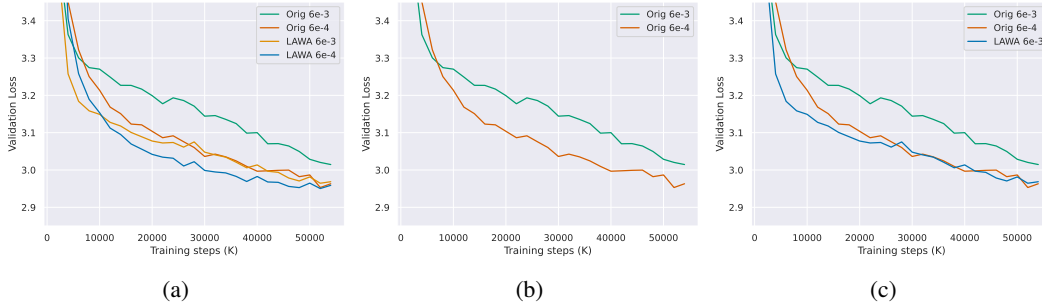 3.4
3.3
3.2
3.1
3.0
2.9
Validation Loss
0
10000
20000
30000
40000
50000
Training steps (K)
Orig 6e-3
Orig 6e-4
LAWA 6e-3
LAWA 6e-4
(a)
3.4
3.3
3.2
3.1
3.0
2.9
Validation Loss
0
10000
20000
30000
40000
50000
Training steps (K)
Orig 6e-3
Orig 6e-4
(b)
3.4
3.3
3.2
3.1
3.0
2.9
Validation Loss
0
10000
20000
30000
40000
50000
Training steps (K)
Orig 6e-3
Orig 6e-4
LAWA 6e-3
(c)